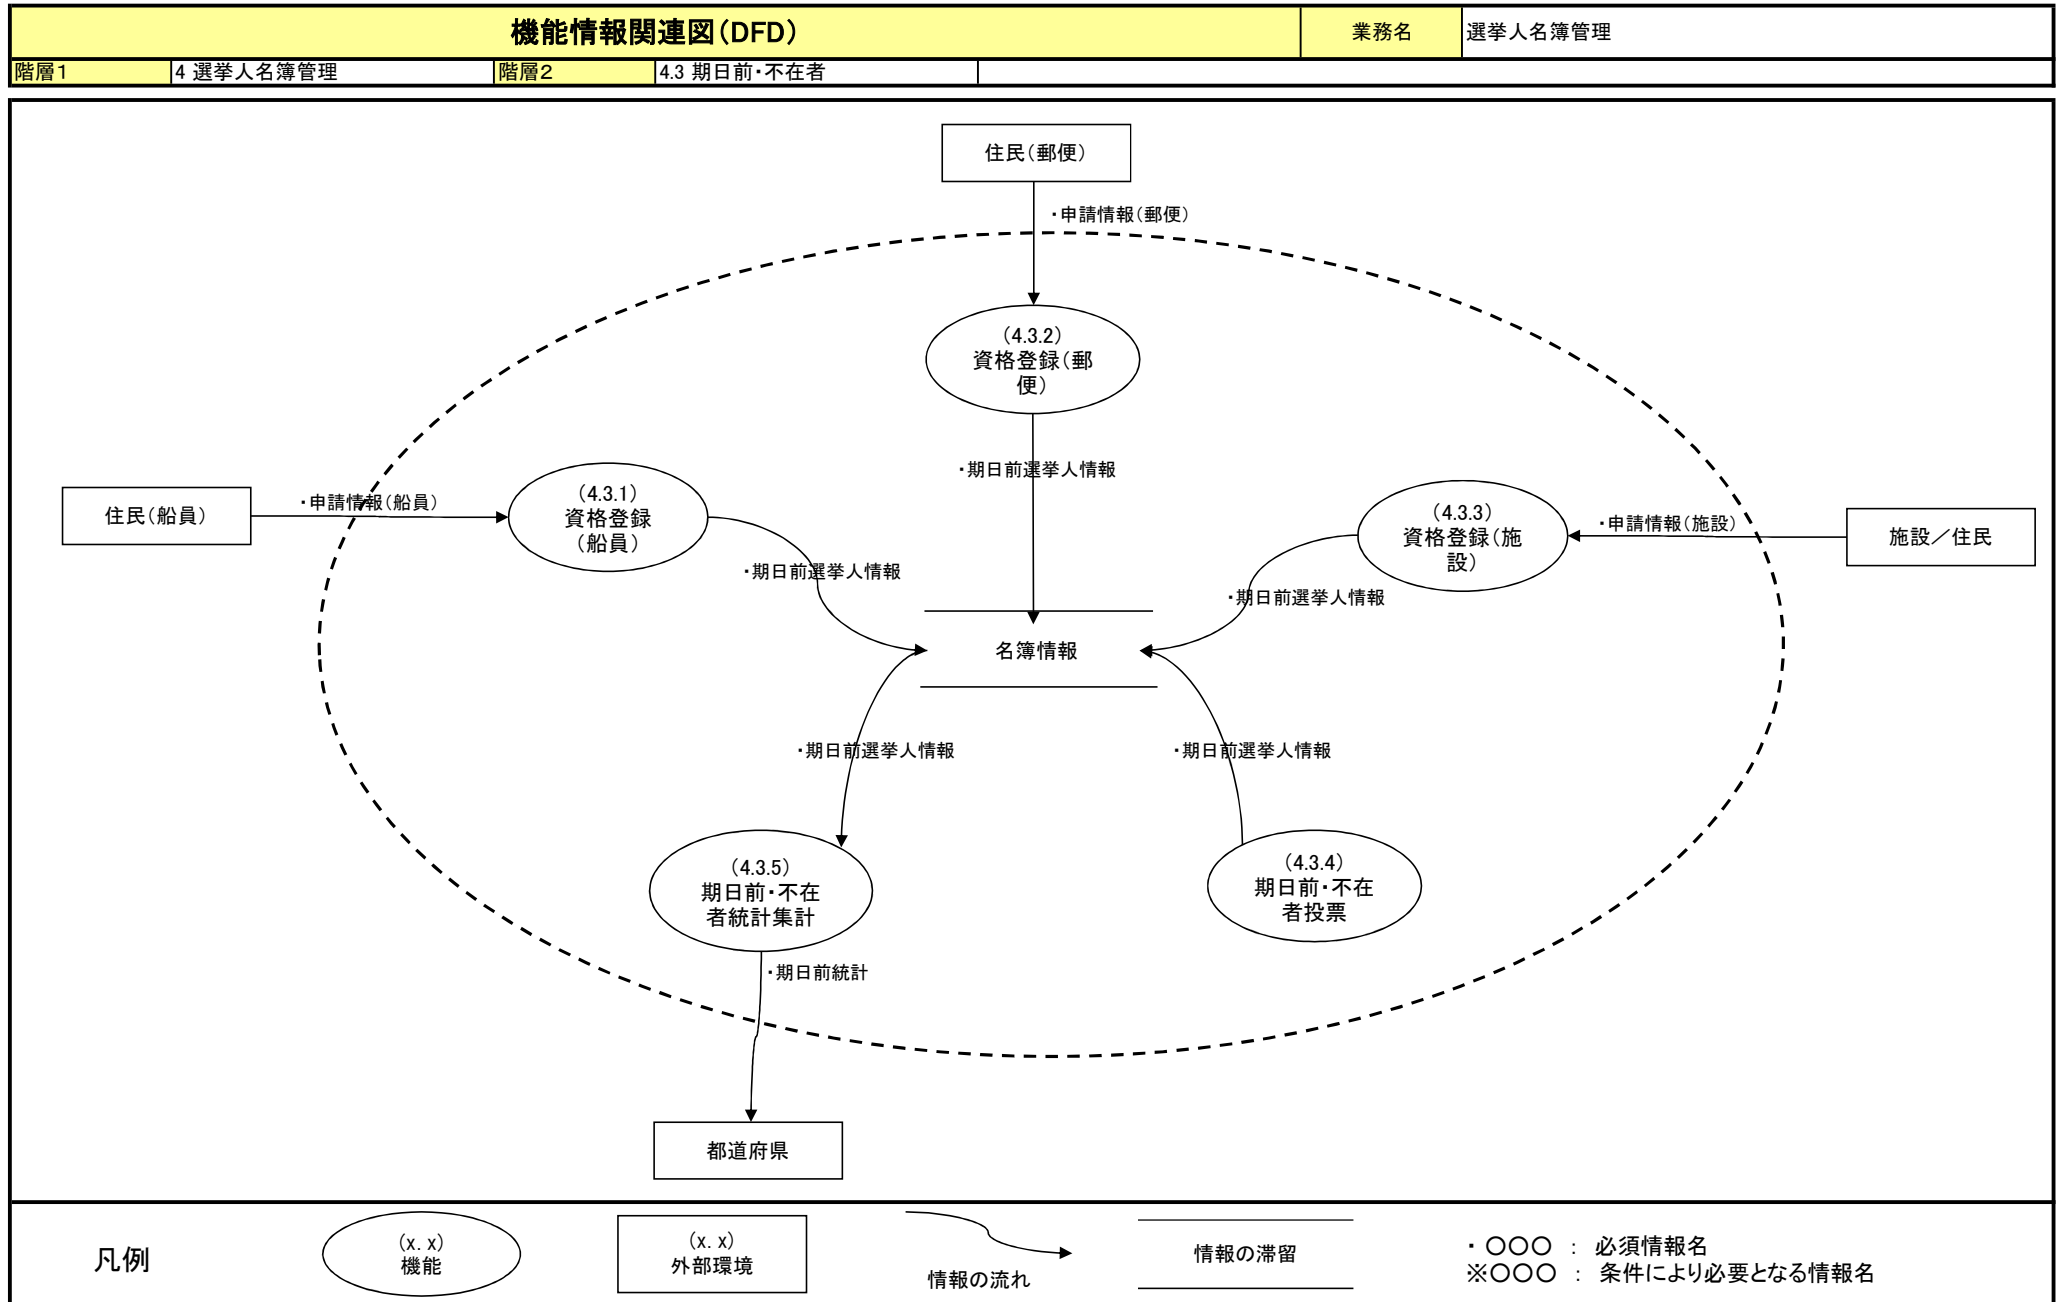 機能情報関連図(DFD)
業務名
選挙人名簿管理
階層1
4 選挙人名簿管理
階層2
4.3 期日前・不在者
住民(郵便)
・申請情報(郵便)
(4.3.2)
資格登録(郵
便)
・期日前選挙人情報
住民(船員)
・申請情報(船員)
(4.3.1)
資格登録
(船員)
・期日前選挙人情報
(4.3.3)
資格登録(施
設)
・申請情報(施設)
施設/住民
・期日前選挙人情報
名簿情報
・期日前選挙人情報
・期日前選挙人情報
(4.3.5)
期日前・不在
者統計集計
(4.3.4)
期日前・不在
者投票
・期日前統計
都道府県
凡例
(x.x)
機能
(x.x)
外部環境
情報の流れ
情報の滞留
・ 〇〇〇 : 必須情報名
※〇〇〇 : 条件により必要となる情報名